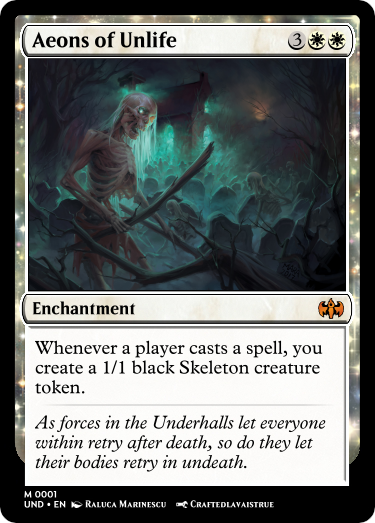 Aeons of Unlife 3
Enchantment
Whenever a player casts a spell, you
create a 1/1 black Skeleton creature
token.
As forces in the Underhalls let everyone
within retry after death, so do they let
their bodies retry in undeath.
M 0001
UND • EN Raluca Marinescu Craftedlavaistrue